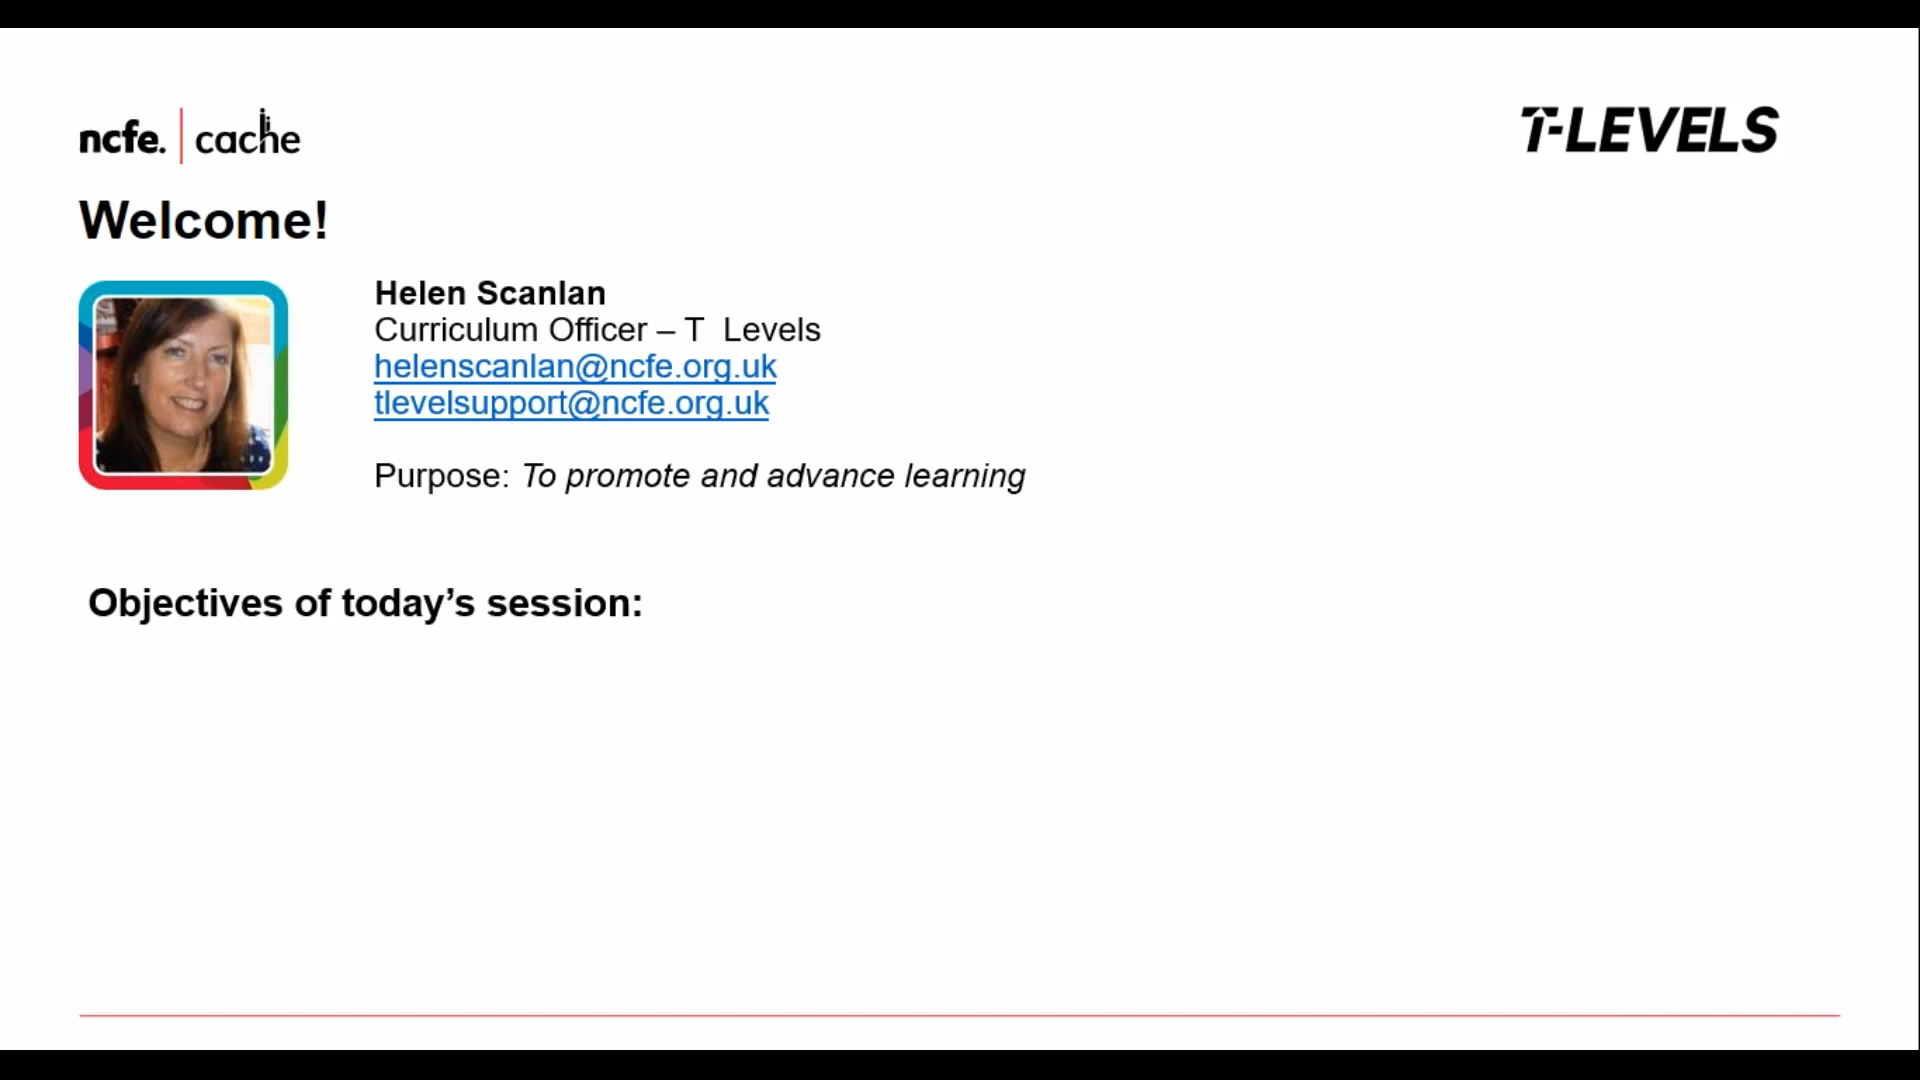 ncfe. cache
T-LEVELS
Welcome!
Helen Scanlan
Curriculum Officer – T  Levels
helenscanlan@ncfe.org.uk
tlevelsupport@ncfe.org.uk
Purpose: To promote and advance learning
Objectives of today’s session: